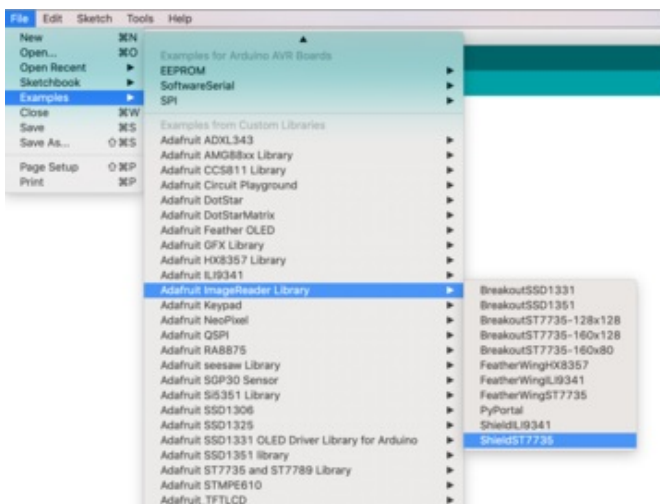 File Edit Sketch Tools Help
New ⌘N
Open... ⌘O
Open Recent
Sketchbook
Examples
Close ⌘W
Save ⌘S
Save As... ⇧⌘S
Page Setup ⇧⌘P
Print ⌘P
Examples for Arduino AVR Boards
EEPROM
SoftwareSerial
SPI
Examples from Custom Libraries
Adafruit ADXL343
Adafruit AMG88xx Library
Adafruit CCS811 Library
Adafruit Circuit Playground
Adafruit DotStar
Adafruit DotStarMatrix
Adafruit Feather OLED
Adafruit GFX Library
Adafruit HX8357 Library
Adafruit ILI9341
Adafruit ImageReader Library
Adafruit Keypad
Adafruit NeoPixel
Adafruit QSPI
Adafruit RA8875
Adafruit seesaw Library
Adafruit SGP30 Sensor
Adafruit Si5351 Library
Adafruit SSD1306
Adafruit SSD1325
Adafruit SSD1331 OLED Driver Library for Arduino
Adafruit SSD1351 library
Adafruit ST7735 and ST7789 Library
Adafruit STMPE610
Adafruit TFTLCD
BreakoutSSD1331
BreakoutSSD1351
BreakoutST7735-128x128
BreakoutST7735-160x128
BreakoutST7735-160x80
FeatherWingHX8357
FeatherWingILI9341
FeatherWingST7735
PyPortal
ShieldILI9341
ShieldST7735